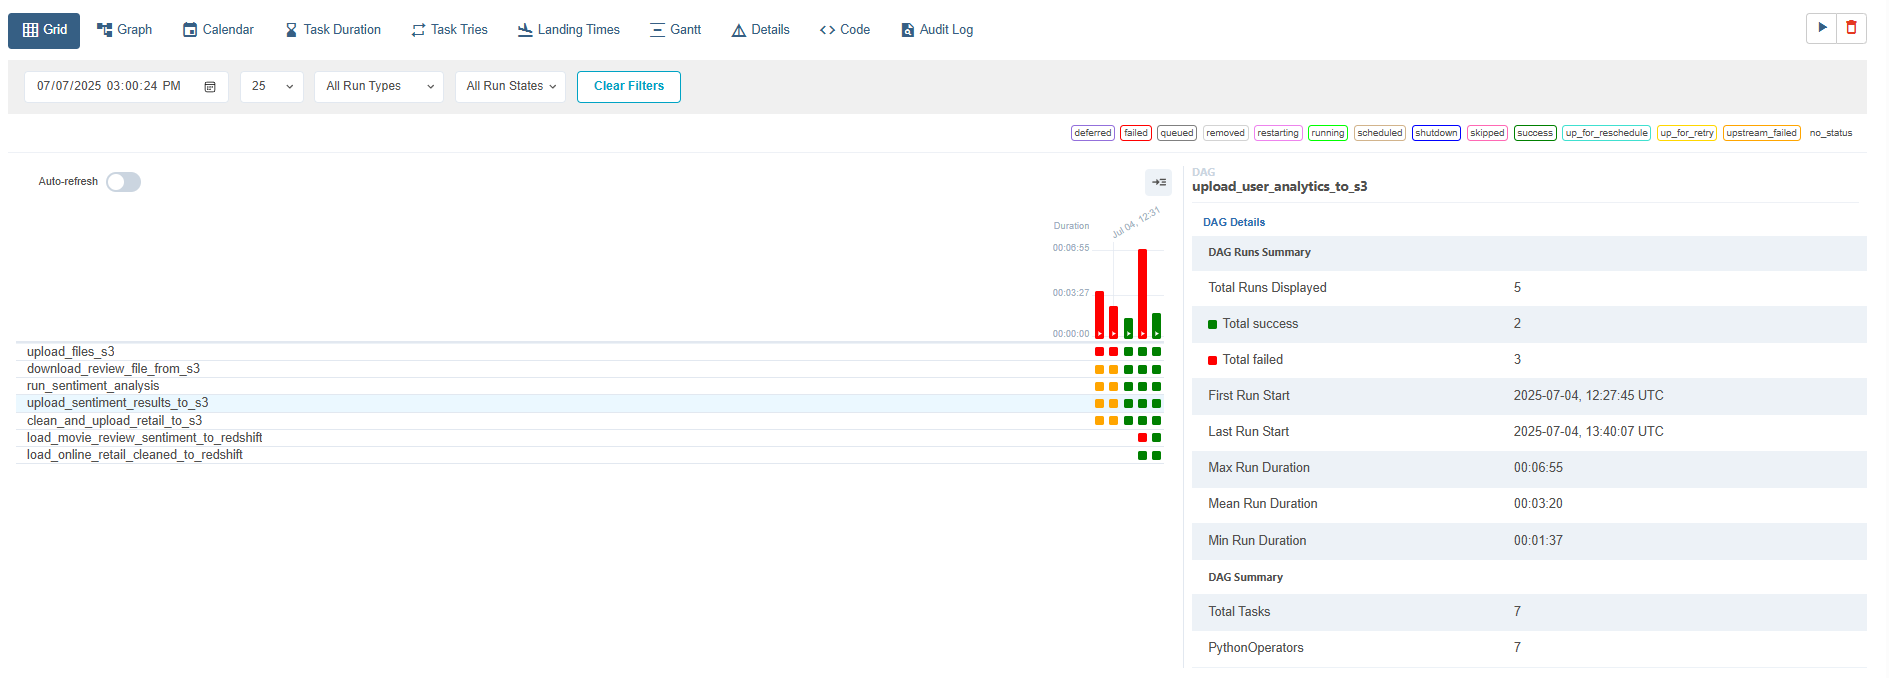 Grid Graph Calendar Task Duration Task Tries Landing Times Gantt Details Code Audit Log
07/07/2025 03:00:24 PM 25 All Run Types All Run States Clear Filters
deferred failed queued removed restarting running scheduled shutdown skipped success up_for_reschedule up_for_retry upstream_failed no_status
Auto-refresh
Duration
Jul 04, 12:31
00:06:55
00:03:27
00:00:00
upload_files_s3
download_review_file_from_s3
run_sentiment_analysis
upload_sentiment_results_to_s3
clean_and_upload_retail_to_s3
load_movie_review_sentiment_to_redshift
load_online_retail_cleaned_to_redshift
DAG
upload_user_analytics_to_s3
DAG Details
DAG Runs Summary
Total Runs Displayed 5
Total success 2
Total failed 3
First Run Start 2025-07-04, 12:27:45 UTC
Last Run Start 2025-07-04, 13:40:07 UTC
Max Run Duration 00:06:55
Mean Run Duration 00:03:20
Min Run Duration 00:01:37
DAG Summary
Total Tasks 7
PythonOperators 7